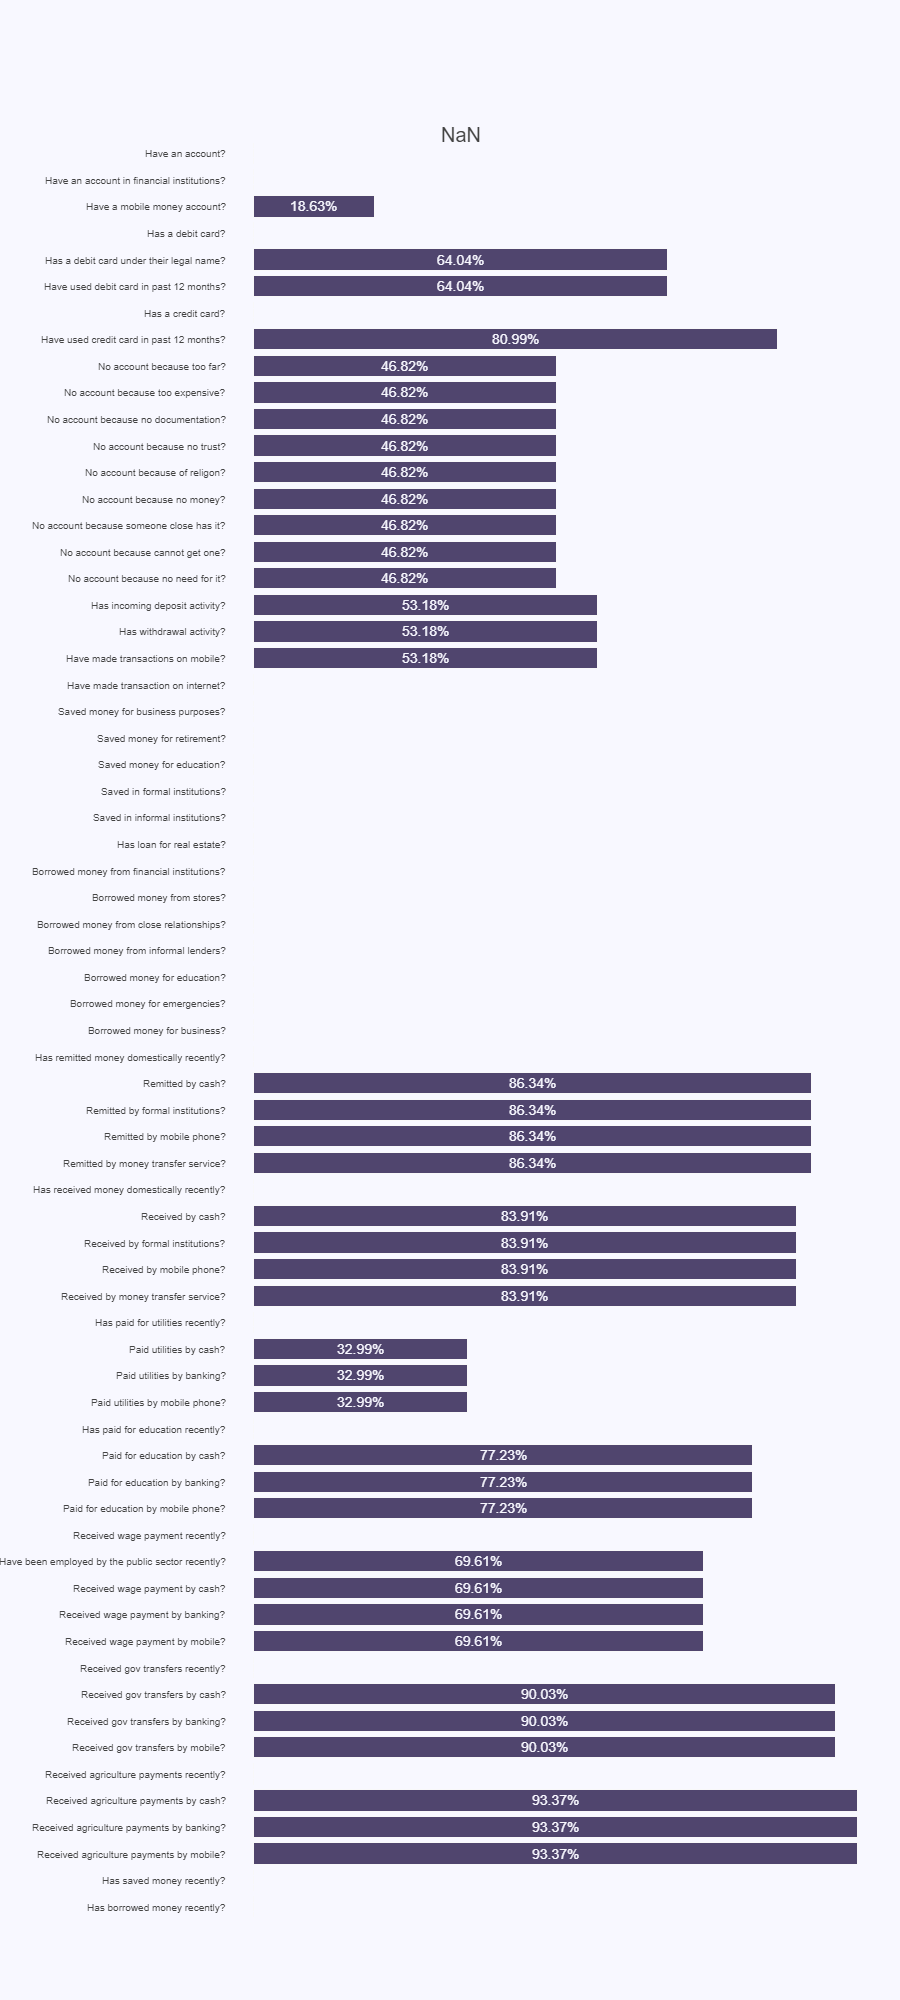 NaN
Have an account?
Have an account in financial institutions?
Have a mobile money account? 18.63%
Has a debit card?
Has a debit card under their legal name? 64.04%
Have used debit card in past 12 months? 64.04%
Has a credit card?
Have used credit card in past 12 months? 80.99%
No account because too far? 46.82%
No account because too expensive? 46.82%
No account because no documentation? 46.82%
No account because no trust? 46.82%
No account because of religon? 46.82%
No account because no money? 46.82%
No account because someone close has it? 46.82%
No account because cannot get one? 46.82%
No account because no need for it? 46.82%
Has incoming deposit activity? 53.18%
Has withdrawal activity? 53.18%
Have made transactions on mobile? 53.18%
Have made transaction on internet?
Saved money for business purposes?
Saved money for retirement?
Saved money for education?
Saved in formal institutions?
Saved in informal institutions?
Has loan for real estate?
Borrowed money from financial institutions?
Borrowed money from stores?
Borrowed money from close relationships?
Borrowed money from informal lenders?
Borrowed money for education?
Borrowed money for emergencies?
Borrowed money for business?
Has remitted money domestically recently?
Remitted by cash? 86.34%
Remitted by formal institutions? 86.34%
Remitted by mobile phone? 86.34%
Remitted by money transfer service? 86.34%
Has received money domestically recently?
Received by cash? 83.91%
Received by formal institutions? 83.91%
Received by mobile phone? 83.91%
Received by money transfer service? 83.91%
Has paid for utilities recently?
Paid utilities by cash? 32.99%
Paid utilities by banking? 32.99%
Paid utilities by mobile phone? 32.99%
Has paid for education recently?
Paid for education by cash? 77.23%
Paid for education by banking? 77.23%
Paid for education by mobile phone? 77.23%
Received wage payment recently?
Have been employed by the public sector recently? 69.61%
Received wage payment by cash? 69.61%
Received wage payment by banking? 69.61%
Received wage payment by mobile? 69.61%
Received gov transfers recently?
Received gov transfers by cash? 90.03%
Received gov transfers by banking? 90.03%
Received gov transfers by mobile? 90.03%
Received agriculture payments recently?
Received agriculture payments by cash? 93.37%
Received agriculture payments by banking? 93.37%
Received agriculture payments by mobile? 93.37%
Has saved money recently?
Has borrowed money recently?